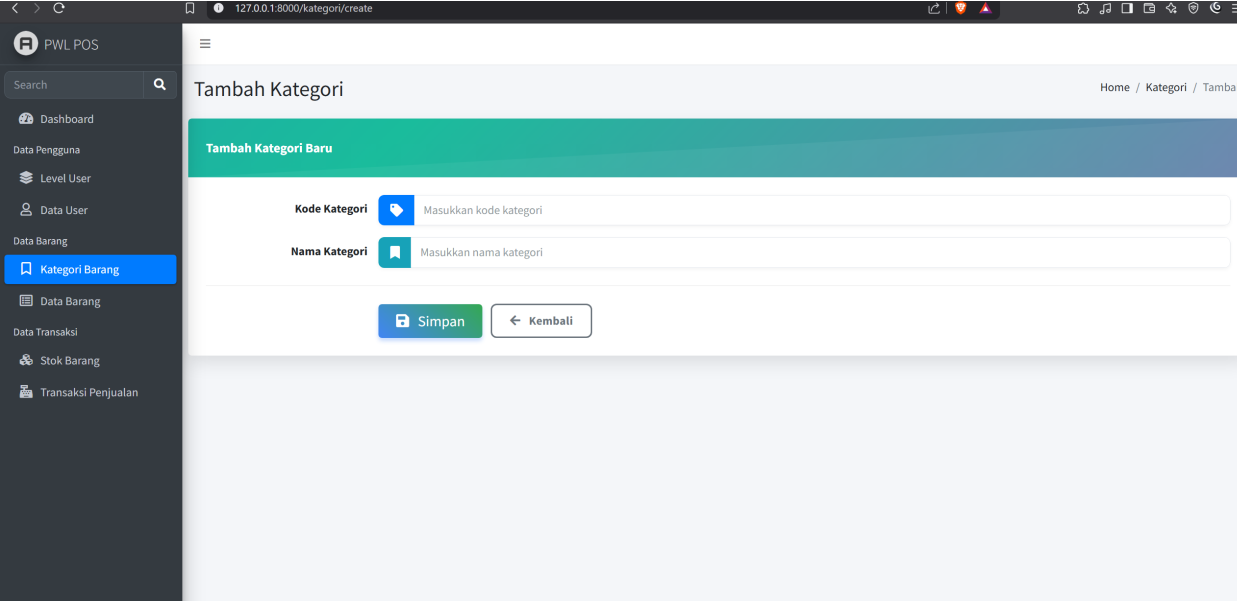 127.0.0.1:8000/kategori/create
PWL POS
Search
Tambah Kategori
Home / Kategori / Tamba
Dashboard
Data Pengguna
Level User
Data User
Data Barang
Kategori Barang
Data Barang
Data Transaksi
Stok Barang
Transaksi Penjualan
Tambah Kategori Baru
Kode Kategori Masukkan kode kategori
Nama Kategori Masukkan nama kategori
Simpan Kembali